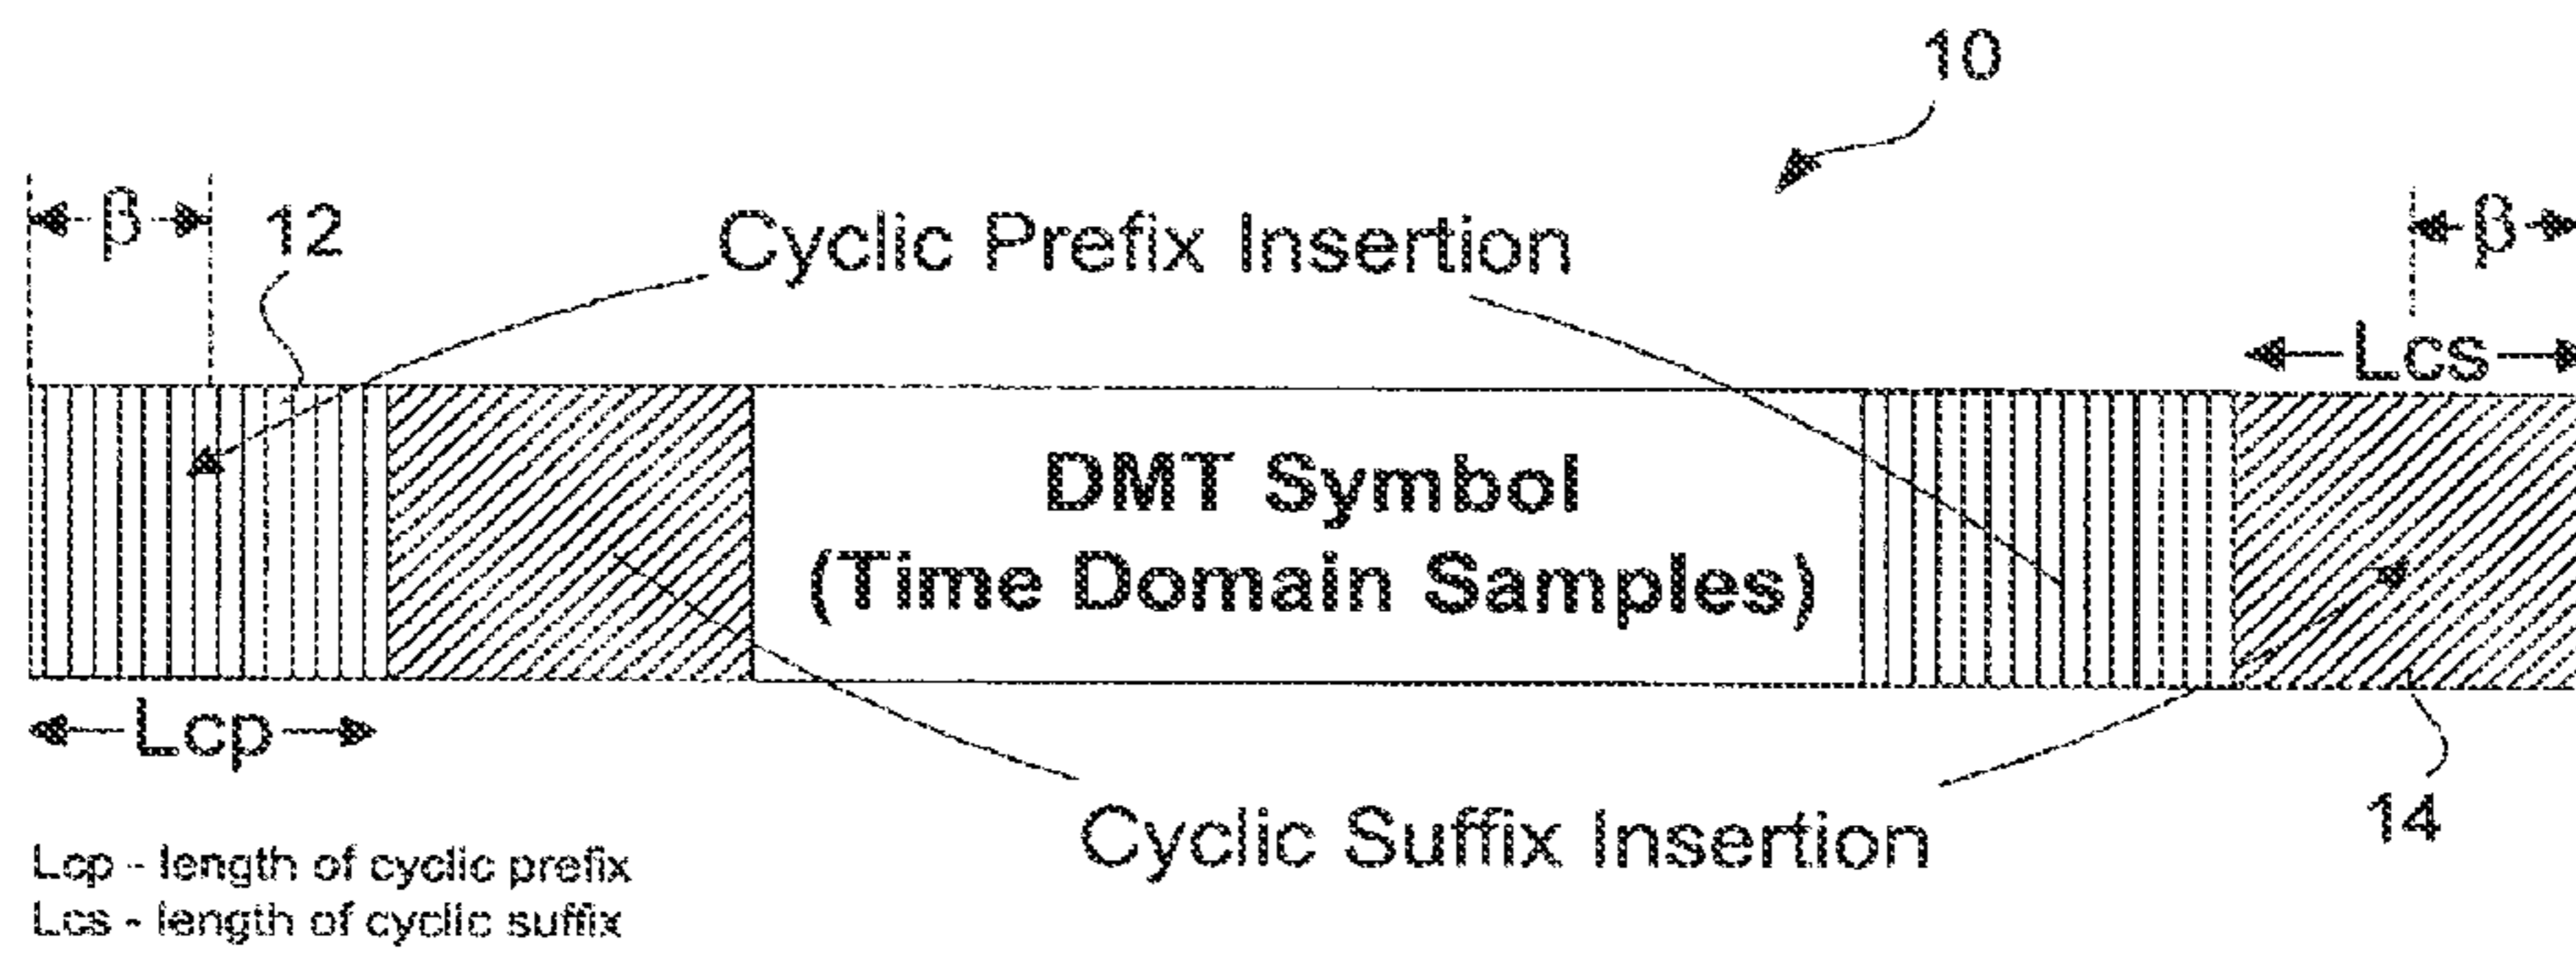 10
β
12
Cyclic Prefix Insertion
β
Lcs
DMT Symbol
(Time Domain Samples)
Lcp
Cyclic Suffix Insertion
14
Lcp - length of cyclic prefix
Lcs - length of cyclic suffix